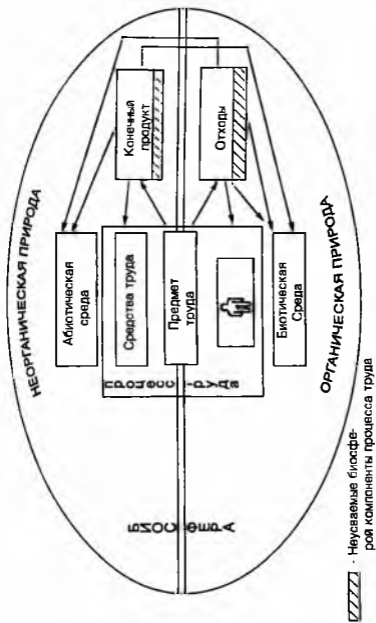 НЕОРГАНИЧЕСКАЯ ПРИРОДА
Абиотическая
среда
Конечный
продукт
Средства труда
Предмет
труда
Отходы
процесс труда
Биотическая
Среда
ОРГАНИЧЕСКАЯ ПРИРОДА
БИОСФЕРА
- Неусваемые биосфе-
рой компоненты процесса труда